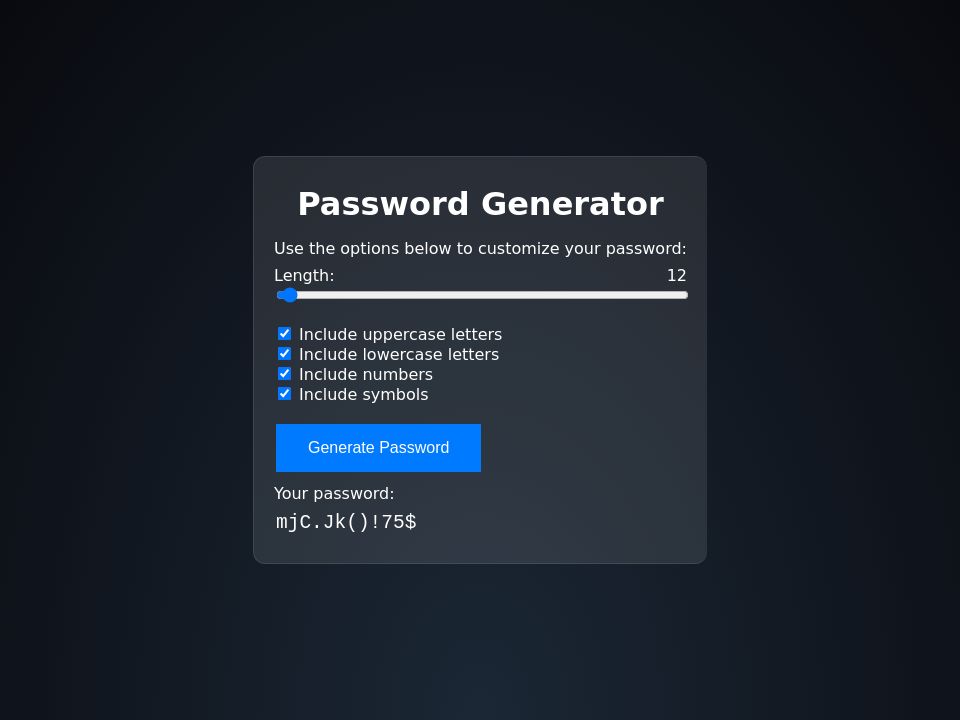 Password Generator
Use the options below to customize your password:
Length: 12
Include uppercase letters
Include lowercase letters
Include numbers
Include symbols
Generate Password
Your password:
mjC.Jk()!75$